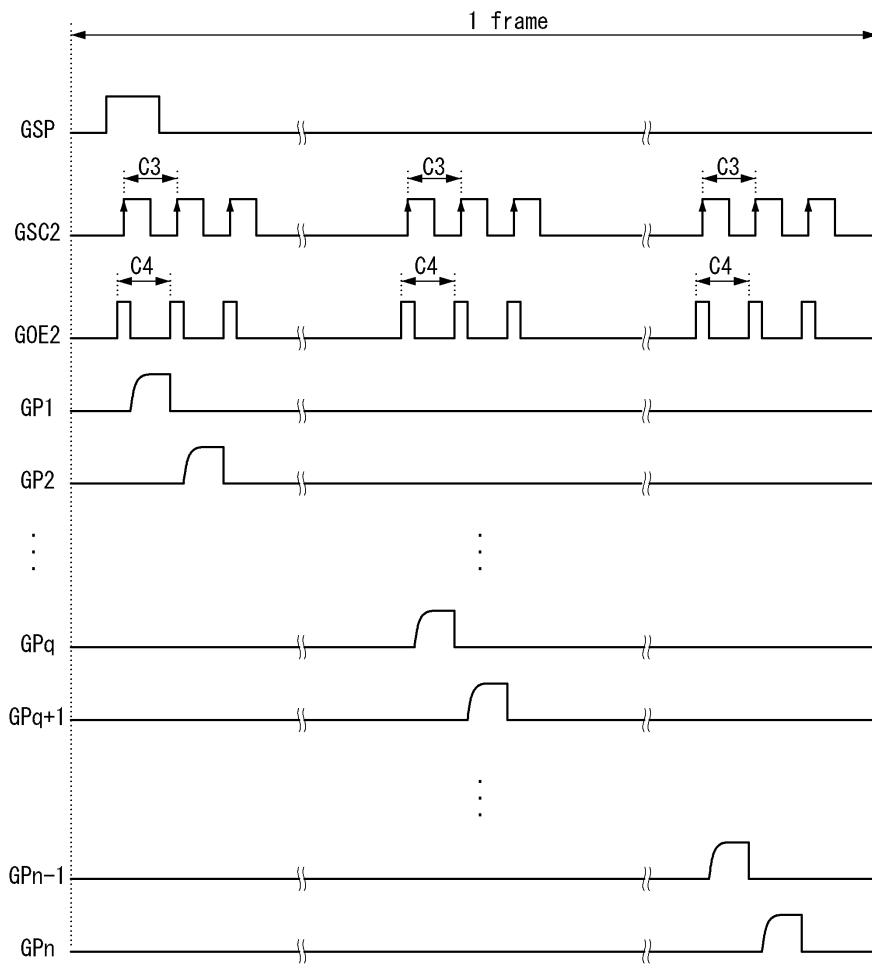 1 frame
GSP
C3 C3 C3
GSC2
C4 C4 C4
GOE2
GP1
GP2
GPq
GPq+1
GPn-1
GPn